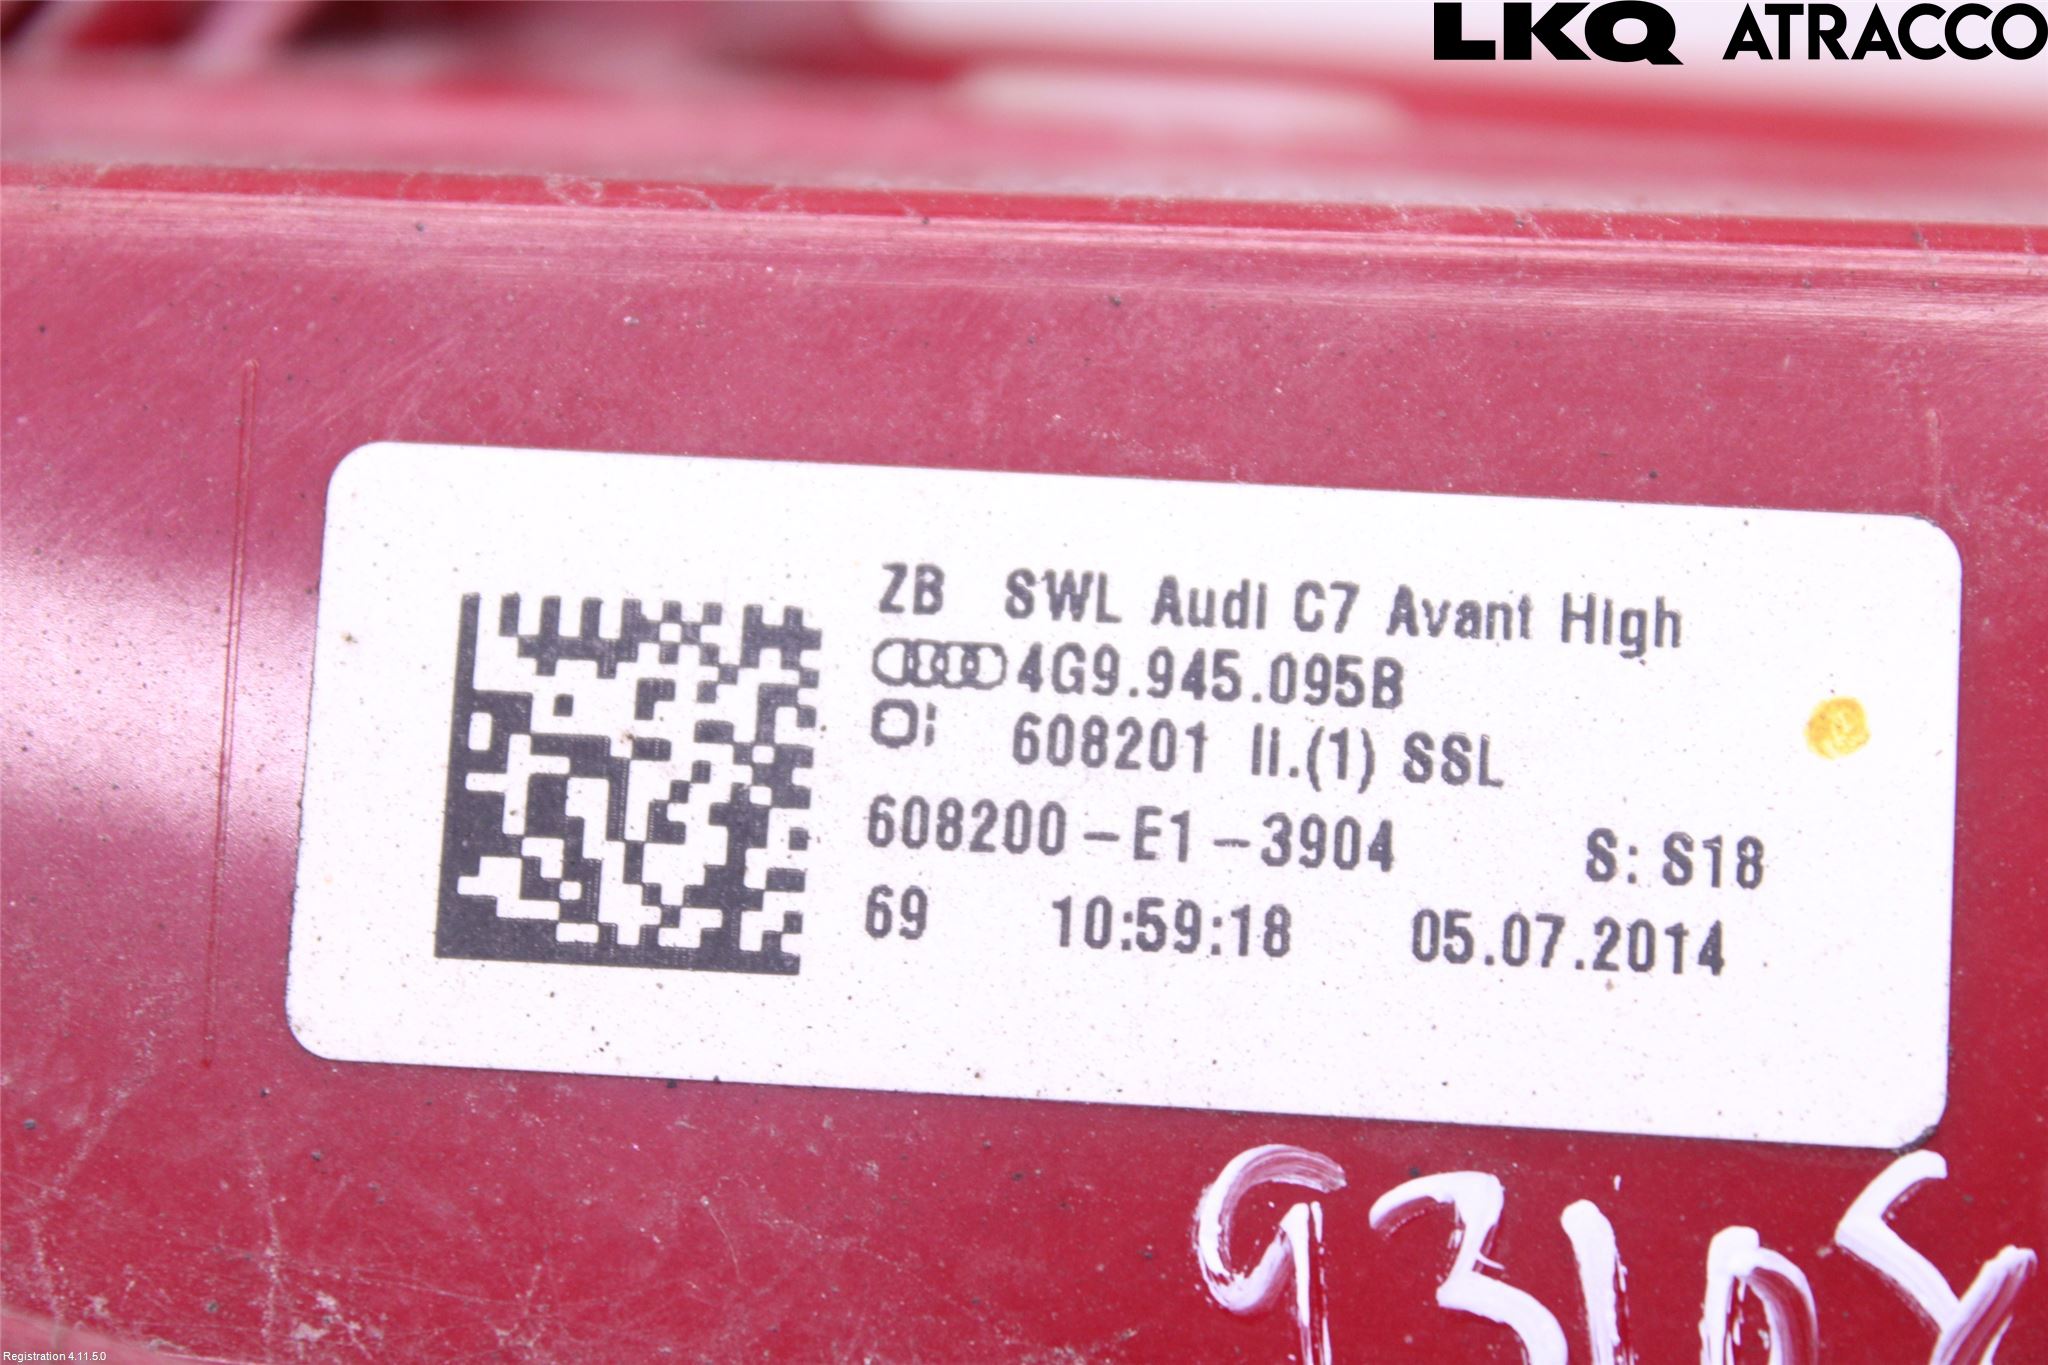 LKQ ATRACCO
ZB SWL Audi C7 Avant High
4G9.945.095B
608201 li.(1) SSL
608200-E1-3904 S: S18
69 10:59:18 05.07.2014
Registration 4.11.5.0